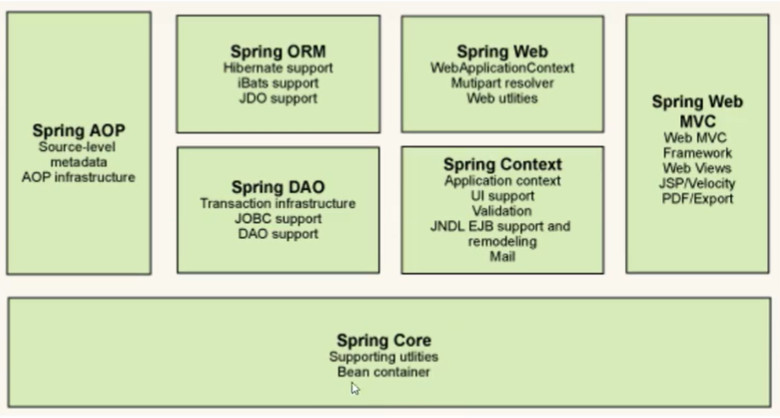 Spring AOP
Source-level
metadata
AOP infrastructure
Spring ORM
Hibernate support
iBats support
JDO support
Spring DAO
Transaction infrastructure
JOBC support
DAO support
Spring Web
WebApplicationContext
Mutipart resolver
Web utlities
Spring Context
Application context
UI support
Validation
JNDL EJB support and
remodeling
Mail
Spring Web
MVC
Web MVC
Framework
Web Views
JSP/Velocity
PDF/Export
Spring Core
Supporting utlities
Bean container